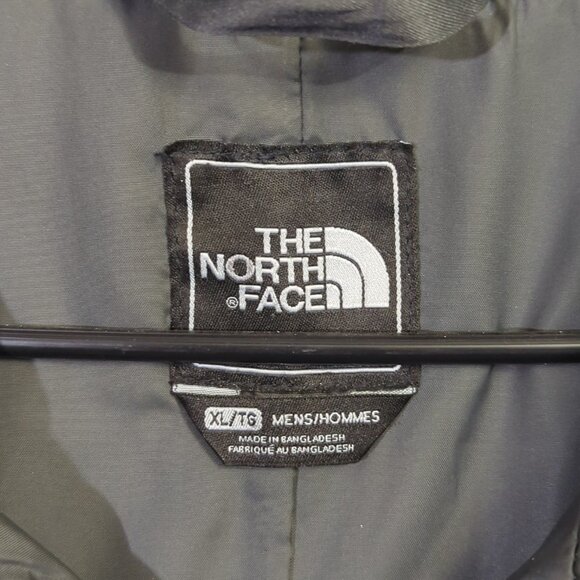 THE
NORTH
®FACE
XL/TG MENS/HOMMES
MADE IN BANGLADESH
FABRIQUÉ AU BANGLADESH